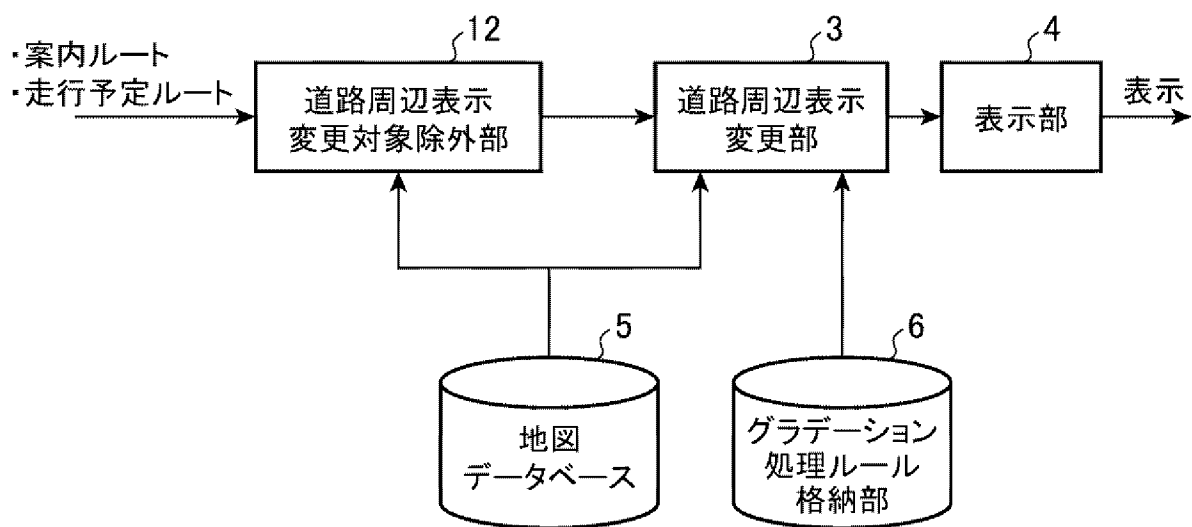 ・案内ルート
・走行予定ルート
12
道路周辺表示
変更対象除外部
3
道路周辺表示
変更部
4
表示部
表示
5
地図
データベース
6
グラデーション
処理ルール
格納部